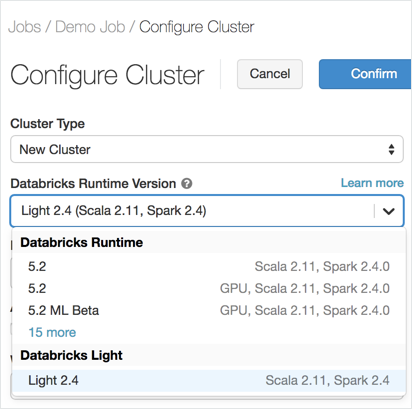 Jobs / Demo Job / Configure Cluster
Configure Cluster Cancel Confirm
Cluster Type
New Cluster
Databricks Runtime Version ? Learn more
Light 2.4 (Scala 2.11, Spark 2.4)
Databricks Runtime
5.2 Scala 2.11, Spark 2.4.0
5.2 GPU, Scala 2.11, Spark 2.4.0
5.2 ML Beta GPU, Scala 2.11, Spark 2.4.0
15 more
Databricks Light
Light 2.4 Scala 2.11, Spark 2.4